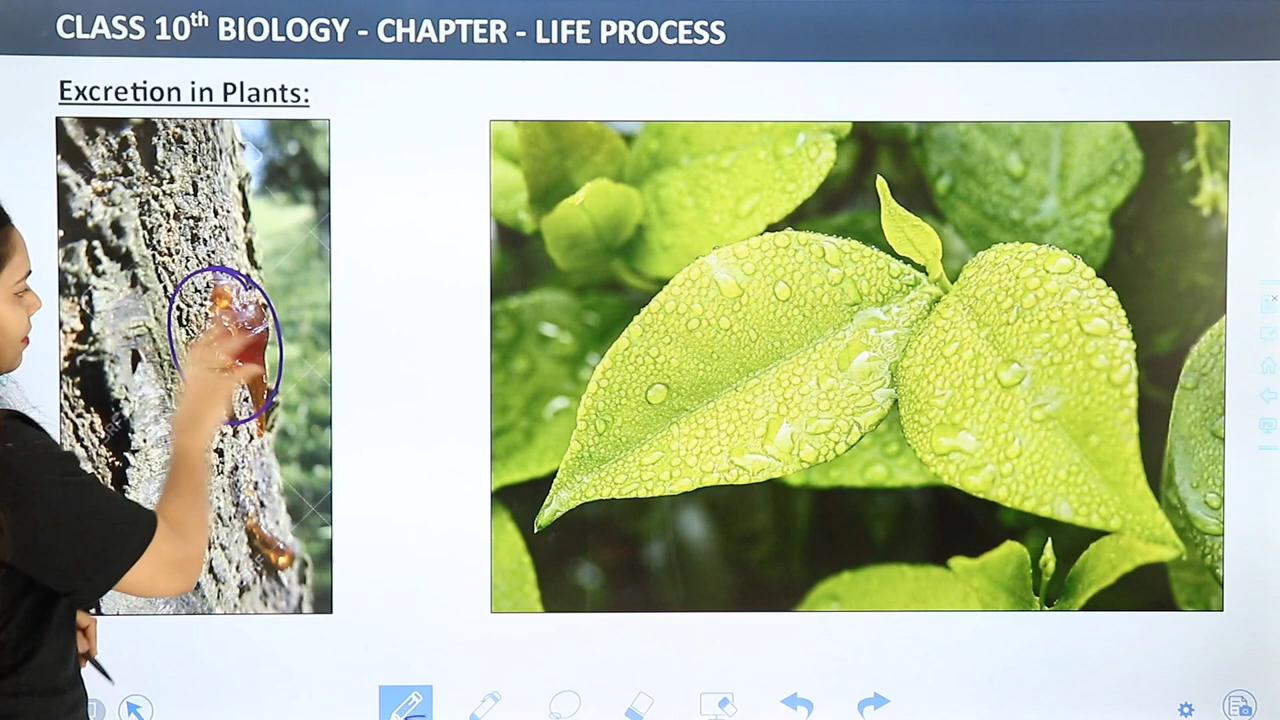 CLASS 10th BIOLOGY - CHAPTER - LIFE PROCESS
Excretion in Plants: